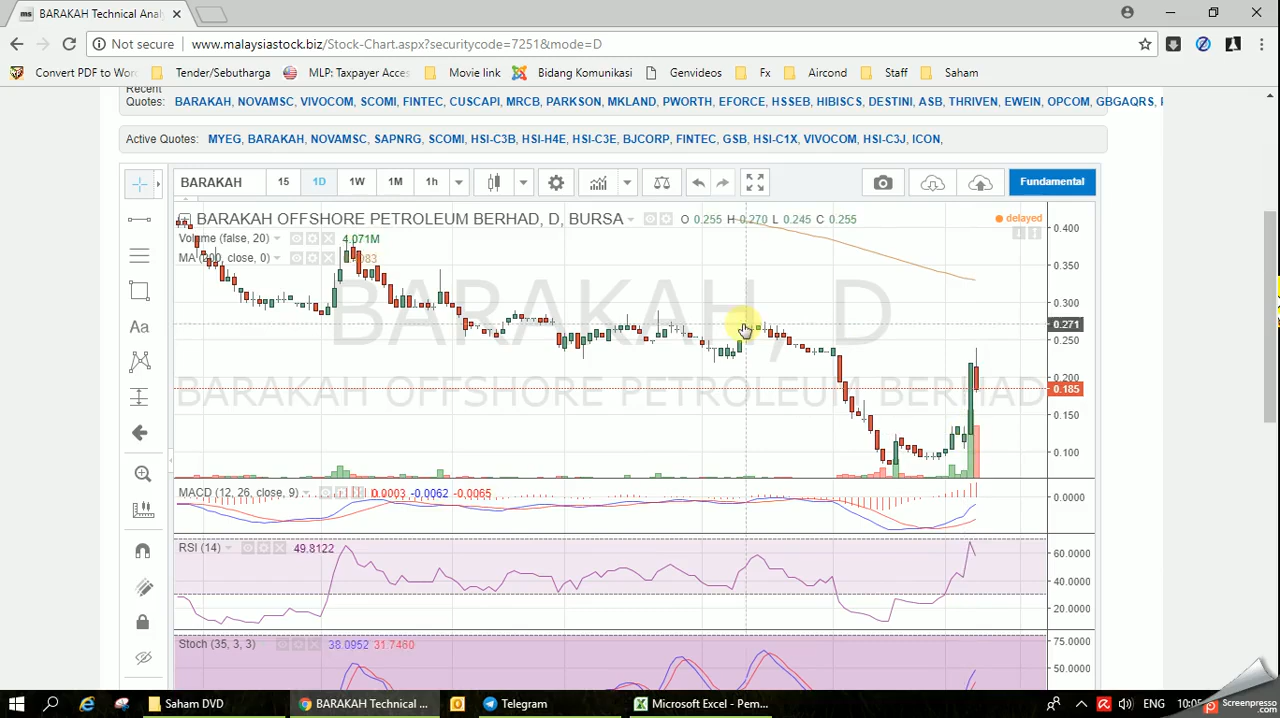 BARAKAH Technical Anal
Not secure www.malaysiastock.biz/Stock-Chart.aspx?securitycode=7251&mode=D
Convert PDF to Word Tender/Sebutharga MLP: Taxpayer Acces Movie link Bidang Komunikasi Genvideos Fx Aircond Staff Saham
Recent
Quotes: BARAKAH, NOVAMSC, VIVOCOM, SCOMI, FINTEC, CUSCAPI, MRCB, PARKSON, MKLAND, PWORTH, EFORCE, HSSEB, HIBISCS, DESTINI, ASB, THRIVEN, EWEIN, OPCOM, GBGAQRS,
Active Quotes: MYEG, BARAKAH, NOVAMSC, SAPNRG, SCOMI, HSI-C3B, HSI-H4E, HSI-C3E, BJCORP, FINTEC, GSB, HSI-C1X, VIVOCOM, HSI-C3J, ICON,
BARAKAH 15 1D 1W 1M 1h Fundamental
BARAKAH OFFSHORE PETROLEUM BERHAD, D, BURSA O 0.255 H 0.270 L 0.245 C 0.255 delayed
Volume (false, 20) 4.071M
BARAKAH, D
BARAKAH OFFSHORE PETROLEUM BERHAD
0.400
0.350
0.300
0.271
0.250
0.200
0.185
0.150
0.100
MACD (12, 26, close, 9) 0.0003 -0.0062 -0.0065
0.0000
RSI (14) 49.8122
60.0000
40.0000
20.0000
Stoch (35, 3, 3) 38.0952 31.7460
75.0000
50.0000
Saham DVD BARAKAH Technical ... Telegram Microsoft Excel - Pem... ENG
Screenpresso
.com